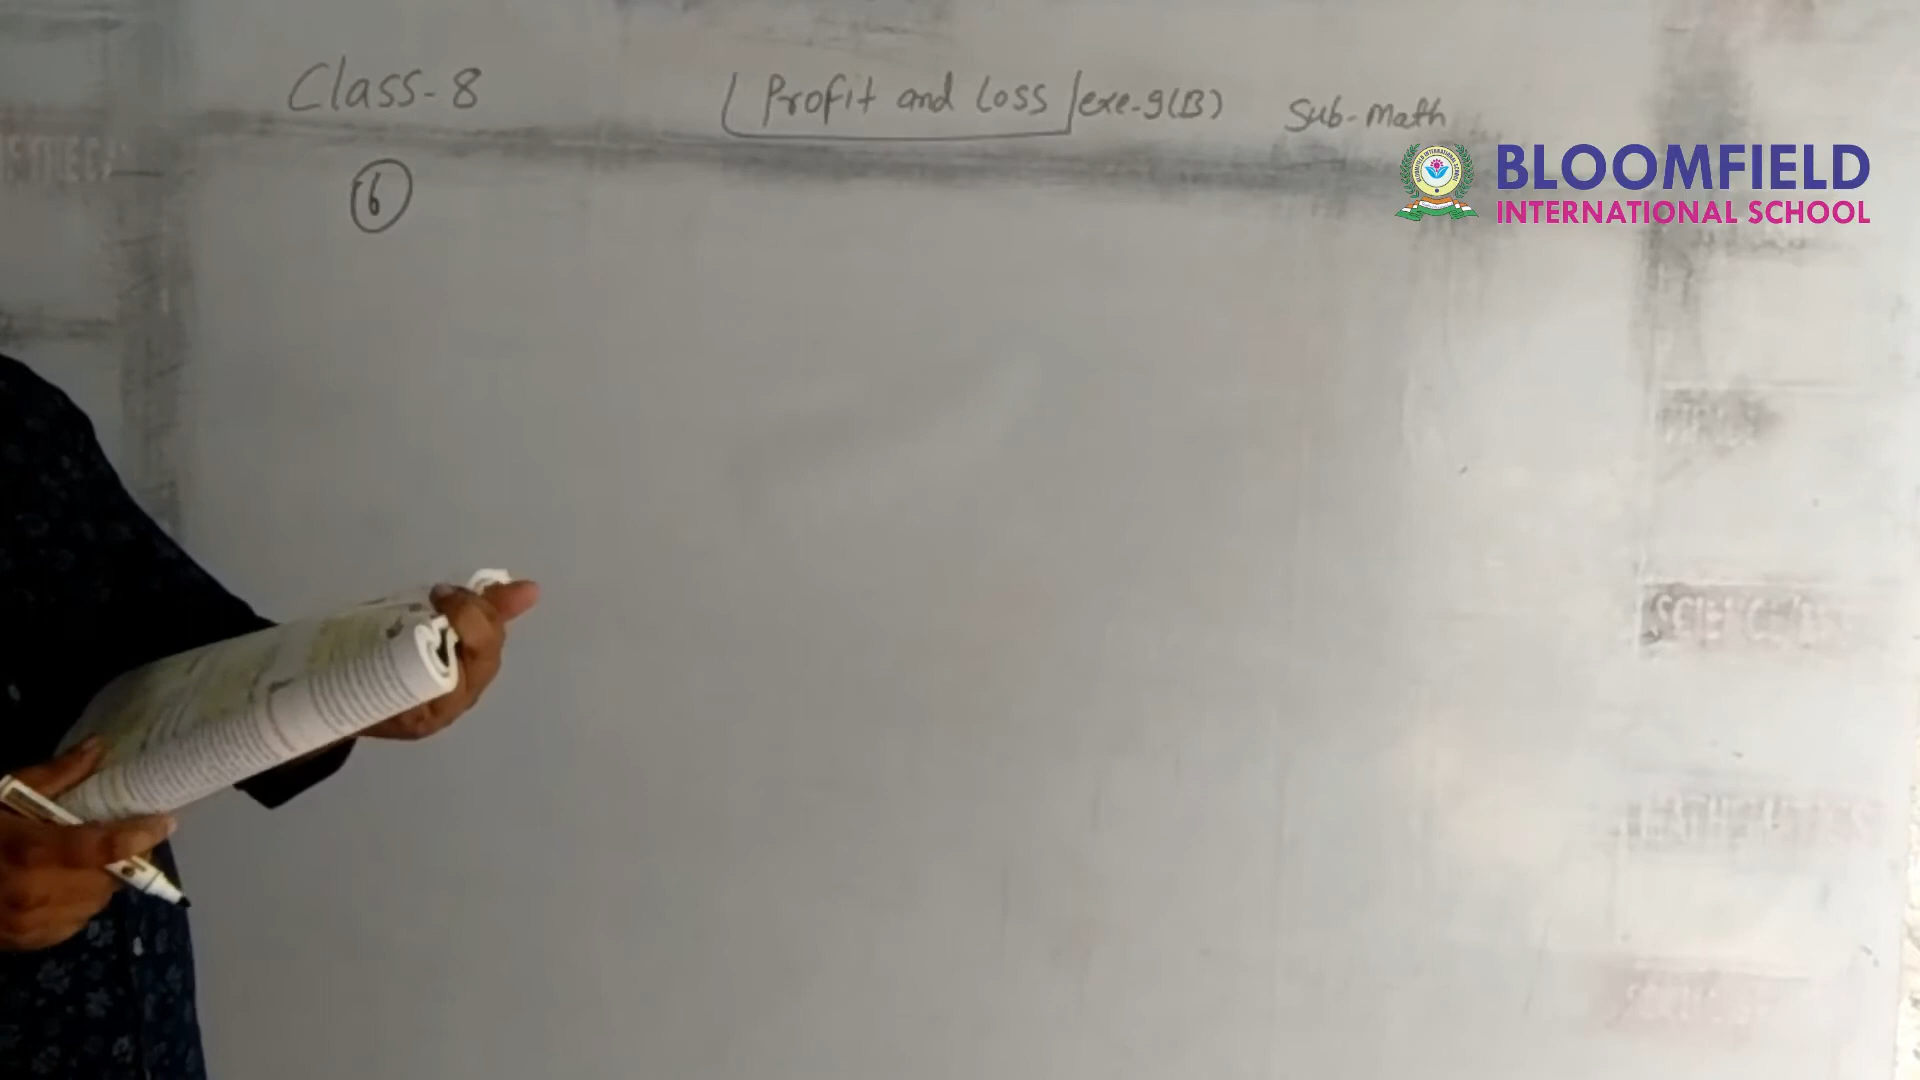 Class-8
Profit and Loss
exe-9(B)
Sub-Math
6
BLOOMFIELD
INTERNATIONAL SCHOOL